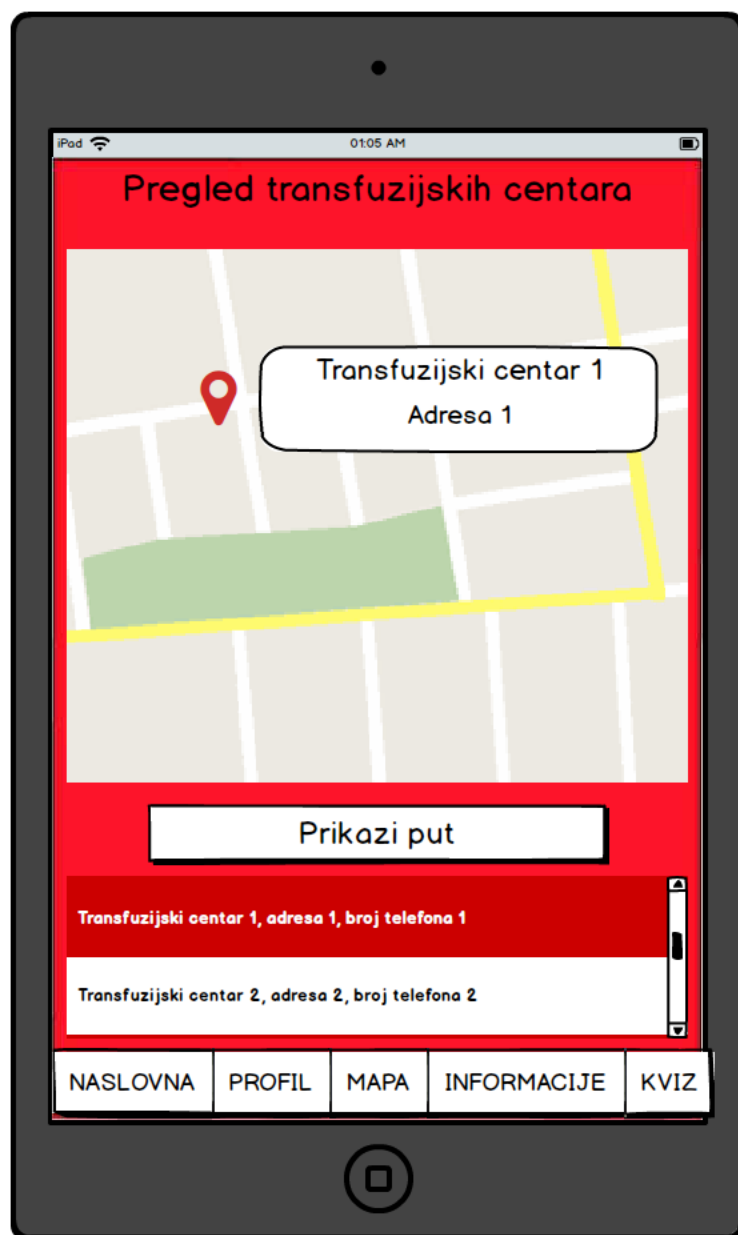 iPad 01:05 AM
Pregled transfuzijskih centara
Transfuzijski centar 1
Adresa 1
Prikazi put
Transfuzijski centar 1, adresa 1, broj telefona 1
Transfuzijski centar 2, adresa 2, broj telefona 2
NASLOVNA PROFIL MAPA INFORMACIJE KVIZ